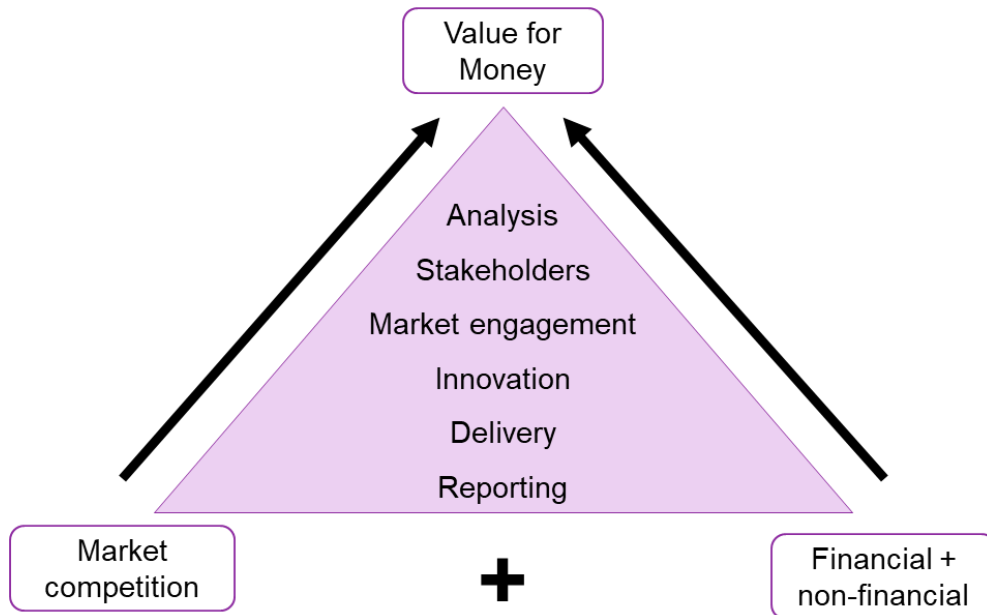 Value for
Money
Analysis
Stakeholders
Market engagement
Innovation
Delivery
Reporting
Market
competition
+
Financial +
non-financial